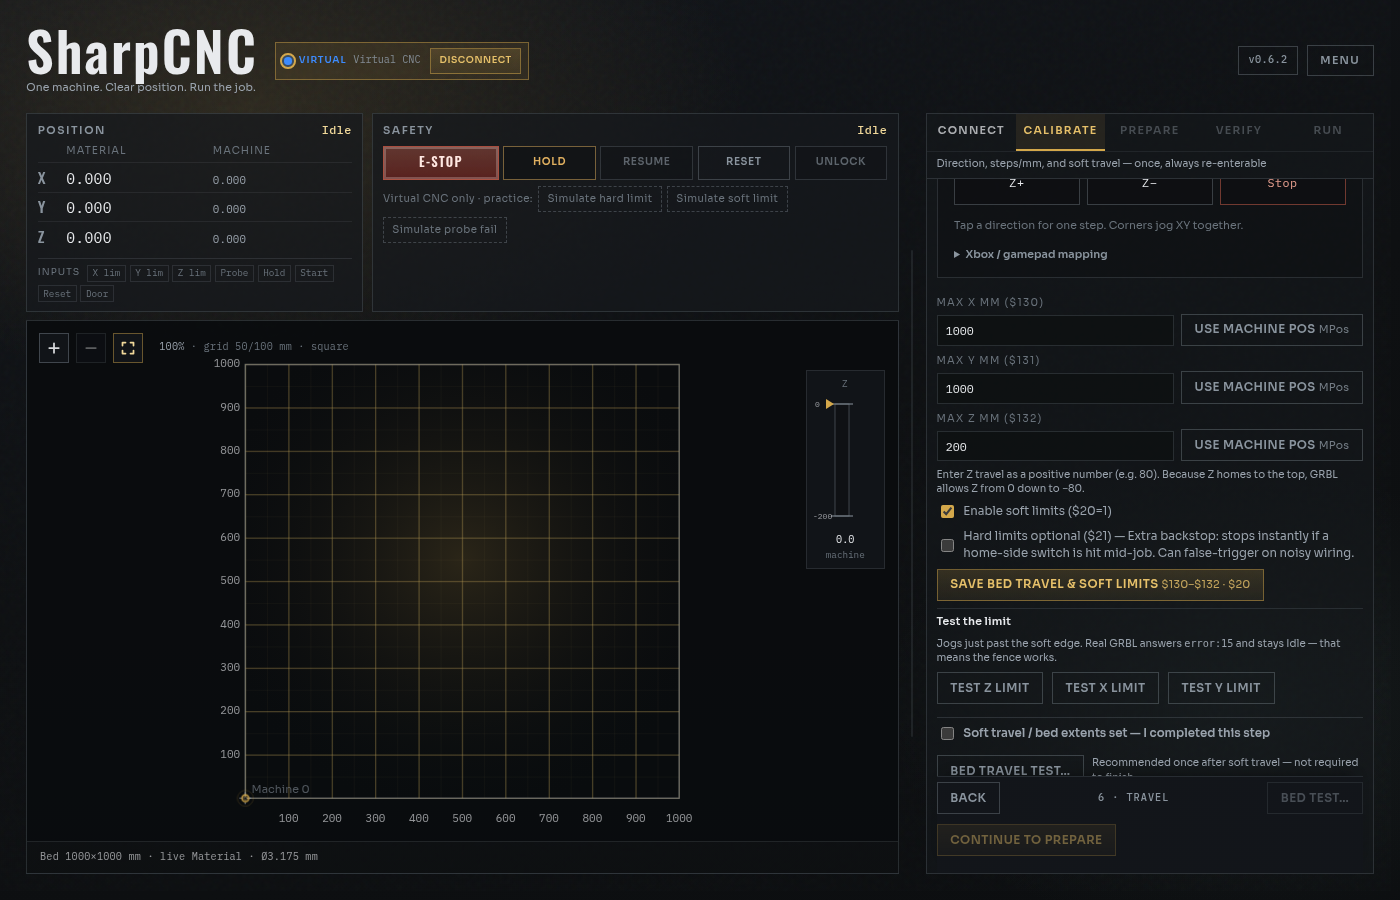 SharpCNC
One machine. Clear position. Run the job.
VIRTUAL Virtual CNC DISCONNECT
v0.6.2 MENU
POSITION Idle
MATERIAL MACHINE
X 0.000 0.000
Y 0.000 0.000
Z 0.000 0.000
INPUTS X lim Y lim Z lim Probe Hold Start
Reset Door
SAFETY Idle
E-STOP HOLD RESUME RESET UNLOCK
Virtual CNC only · practice: Simulate hard limit Simulate soft limit
Simulate probe fail
+ − 100% · grid 50/100 mm · square
1000
900
800
700
600
500
400
300
200
100
Machine 0
100 200 300 400 500 600 700 800 900 1000
Z
0
-200
0.0
machine
Bed 1000×1000 mm · live Material · Ø3.175 mm
CONNECT CALIBRATE PREPARE VERIFY RUN
Direction, steps/mm, and soft travel — once, always re-enterable
Z+ Z− Stop
Tap a direction for one step. Corners jog XY together.
Xbox / gamepad mapping
MAX X MM ($130)
1000 USE MACHINE POS MPos
MAX Y MM ($131)
1000 USE MACHINE POS MPos
MAX Z MM ($132)
200 USE MACHINE POS MPos
Enter Z travel as a positive number (e.g. 80). Because Z homes to the top, GRBL
allows Z from 0 down to −80.
Enable soft limits ($20=1)
Hard limits optional ($21) — Extra backstop: stops instantly if a
home-side switch is hit mid-job. Can false-trigger on noisy wiring.
SAVE BED TRAVEL & SOFT LIMITS $130–$132 · $20
Test the limit
Jogs just past the soft edge. Real GRBL answers error:15 and stays Idle — that
means the fence works.
TEST Z LIMIT TEST X LIMIT TEST Y LIMIT
Soft travel / bed extents set — I completed this step
BED TRAVEL TEST… Recommended once after soft travel — not required
to finish
BACK 6 · TRAVEL BED TEST…
CONTINUE TO PREPARE